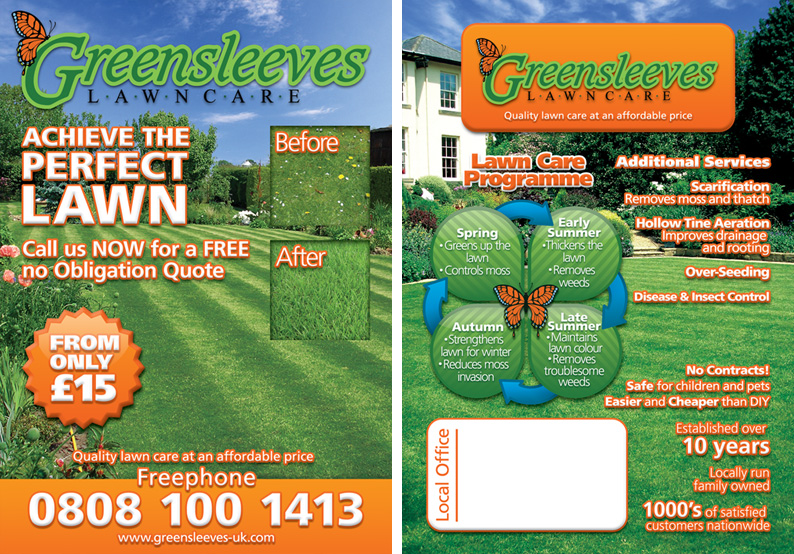 Greensleeves
L·A·W·N·C·A·R·E
ACHIEVE THE
PERFECT
LAWN
Call us NOW for a FREE
no Obligation Quote
Before
After
FROM
ONLY
£15
Quality lawn care at an affordable price
Freephone
0808 100 1413
www.greensleeves-uk.com
Greensleeves
L·A·W·N·C·A·R·E
Quality lawn care at an affordable price
Lawn Care
Programme
Spring
•Greens up the
lawn
•Controls moss
Early
Summer
•Thickens the
lawn
•Removes
weeds
Autumn
•Strengthens
lawn for winter
•Reduces moss
invasion
Late
Summer
•Maintains
lawn colour
•Removes
troublesome
weeds
Additional Services
Scarification
Removes moss and thatch
Hollow Tine Aeration
Improves drainage
and rooting
Over-Seeding
Disease & Insect Control
No Contracts!
Safe for children and pets
Easier and Cheaper than DIY
Established over
10 years
Locally run
family owned
1000's of satisfied
customers nationwide
Local Office